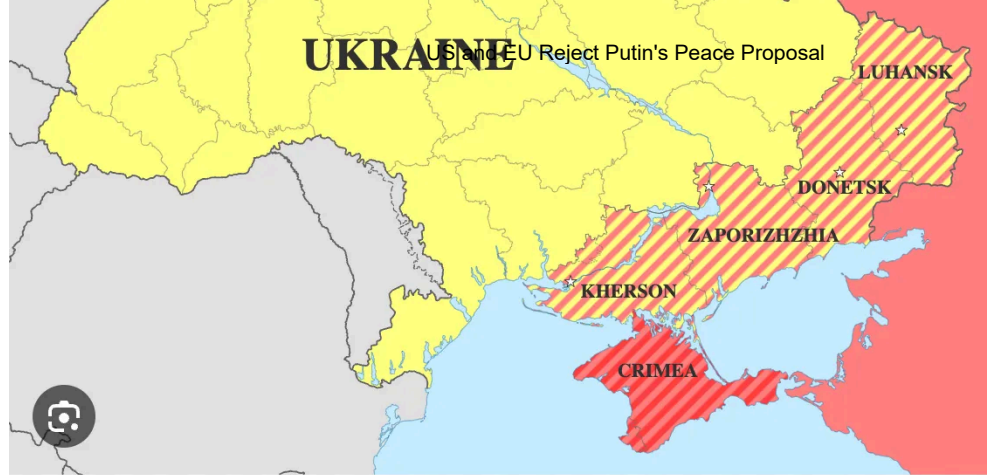 UKRAINE
US and EU Reject Putin's Peace Proposal
LUHANSK
DONETSK
ZAPORIZHZHIA
KHERSON
CRIMEA